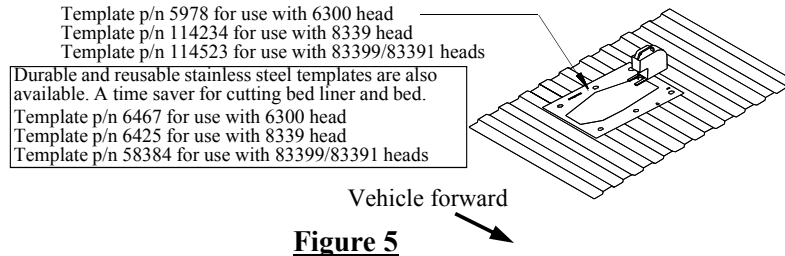 Template p/n 5978 for use with 6300 head
Template p/n 114234 for use with 8339 head
Template p/n 114523 for use with 83399/83391 heads
Durable and reusable stainless steel templates are also
available. A time saver for cutting bed liner and bed.
Template p/n 6467 for use with 6300 head
Template p/n 6425 for use with 8339 head
Template p/n 58384 for use with 83399/83391 heads
Vehicle forward
Figure 5